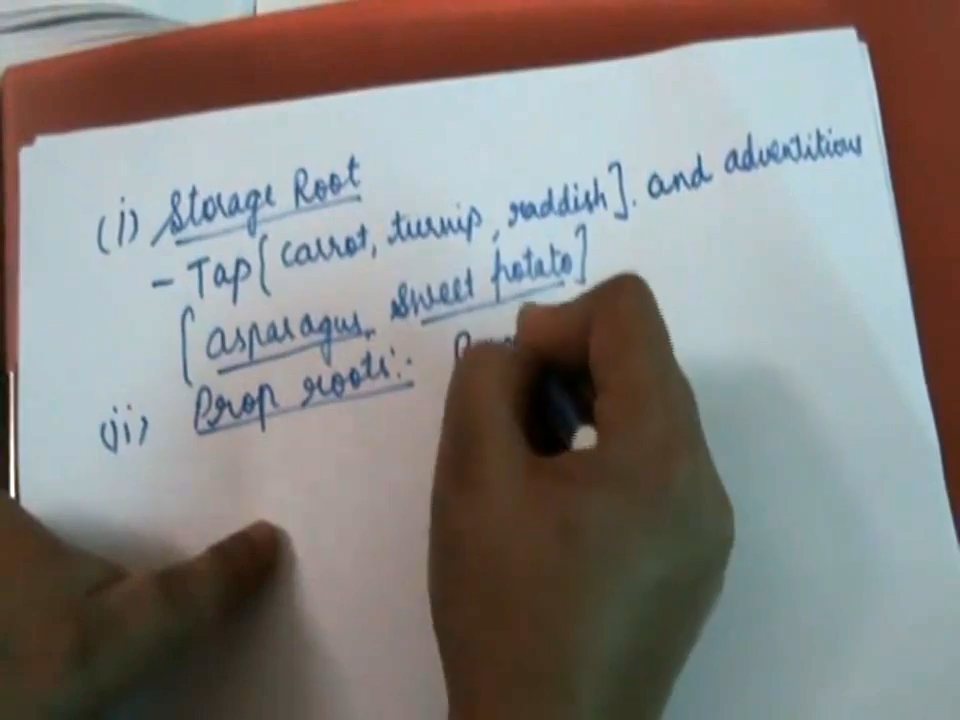 (i) Storage Root
- Tap [carrot, turnip, raddish]. and adventitious
[asparagus, sweet potato]
(ii) Prop roots:-